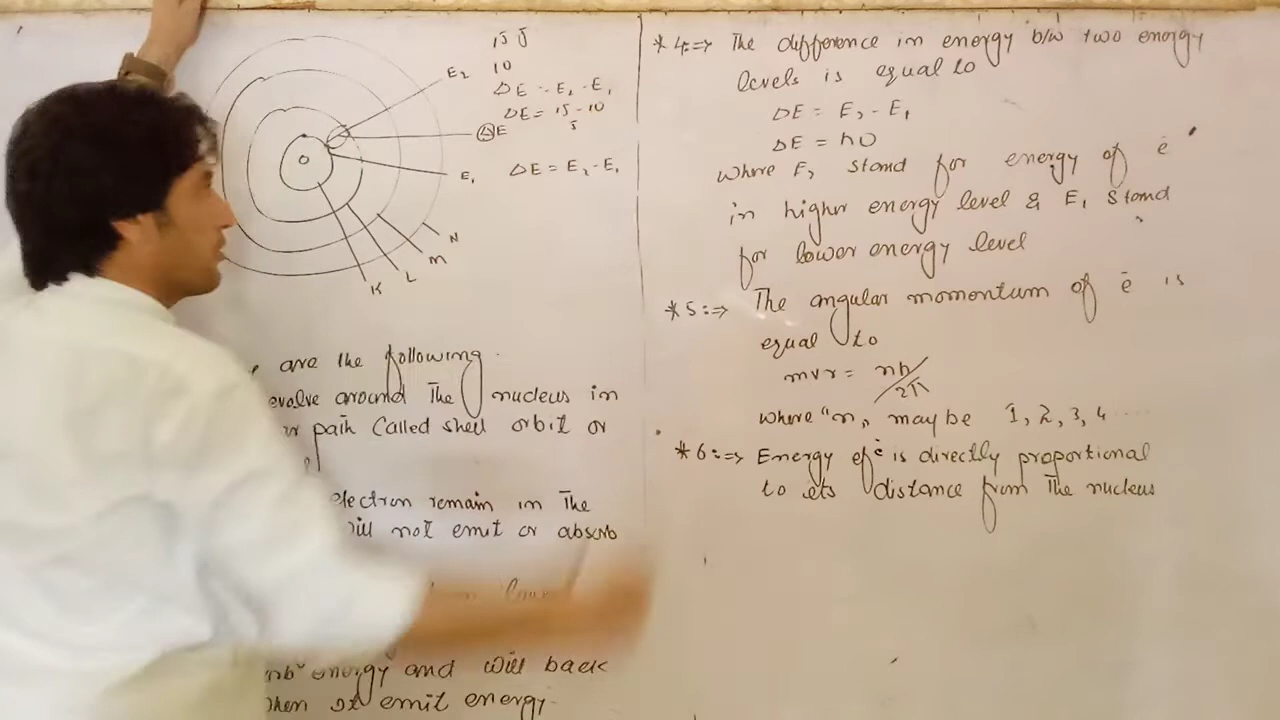 15 J
10
ΔE = E₂ - E₁
ΔE = 15 - 10
5
ΔE = E₂ - E₁
E₂
ΔE
E₁
N
M
L
K
are the following.
evolve around The nucleus in
path Called shell orbit or
electron remain in The
will not emit or absorb
energy and will back
when it emit energy.
*4:⇒ The difference in energy b/w two energy
levels is equal to
ΔE = E₂ - E₁
ΔE = hυ
where E₂ stand for energy of ē
in higher energy level & E₁ stand
for lower energy level
*5:⇒ The angular momentum of ē is
equal to
mvr = nh/2π
where "n" may be 1, 2, 3, 4 ....
*6:⇒ Energy of ē is directly proportional
to its distance from The nucleus